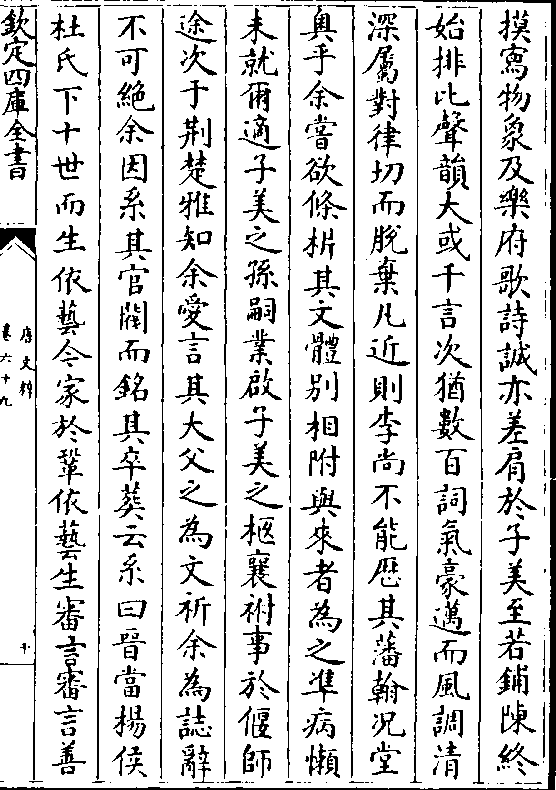 摸寫物象及樂府歌詩誠亦差肩於子美至若鋪陳終
始排比聲韻大或千言次猶數百詞氣豪邁而風調清
深屬對律切而脫棄凡近則李尚不能歴其藩翰况堂
奥乎余嘗欲條析其文體别相附與來者為之凖病懶
未就爾適子美之孫嗣業啟子美之柩襄祔事於偃師
途次于荆楚雅知余愛言其大父之為文祈余為誌辭
不可絶余因系其官閥而銘其卒葬云系曰晉當揚侯
杜氏下十世而生依藝令家於鞏依藝生審言審言善
欽定四庫全書
唐文粹
卷六十九
十